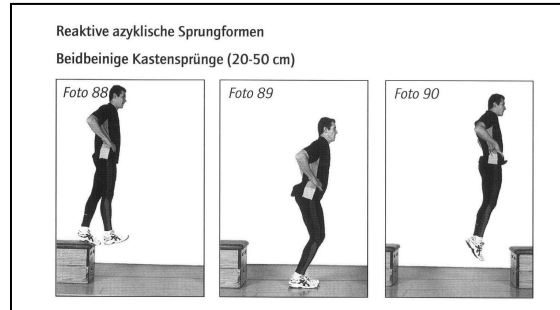 Reaktive azyklische Sprungformen
Beidbeinige Kastensprünge (20-50 cm)
Foto 88
Foto 89
Foto 90